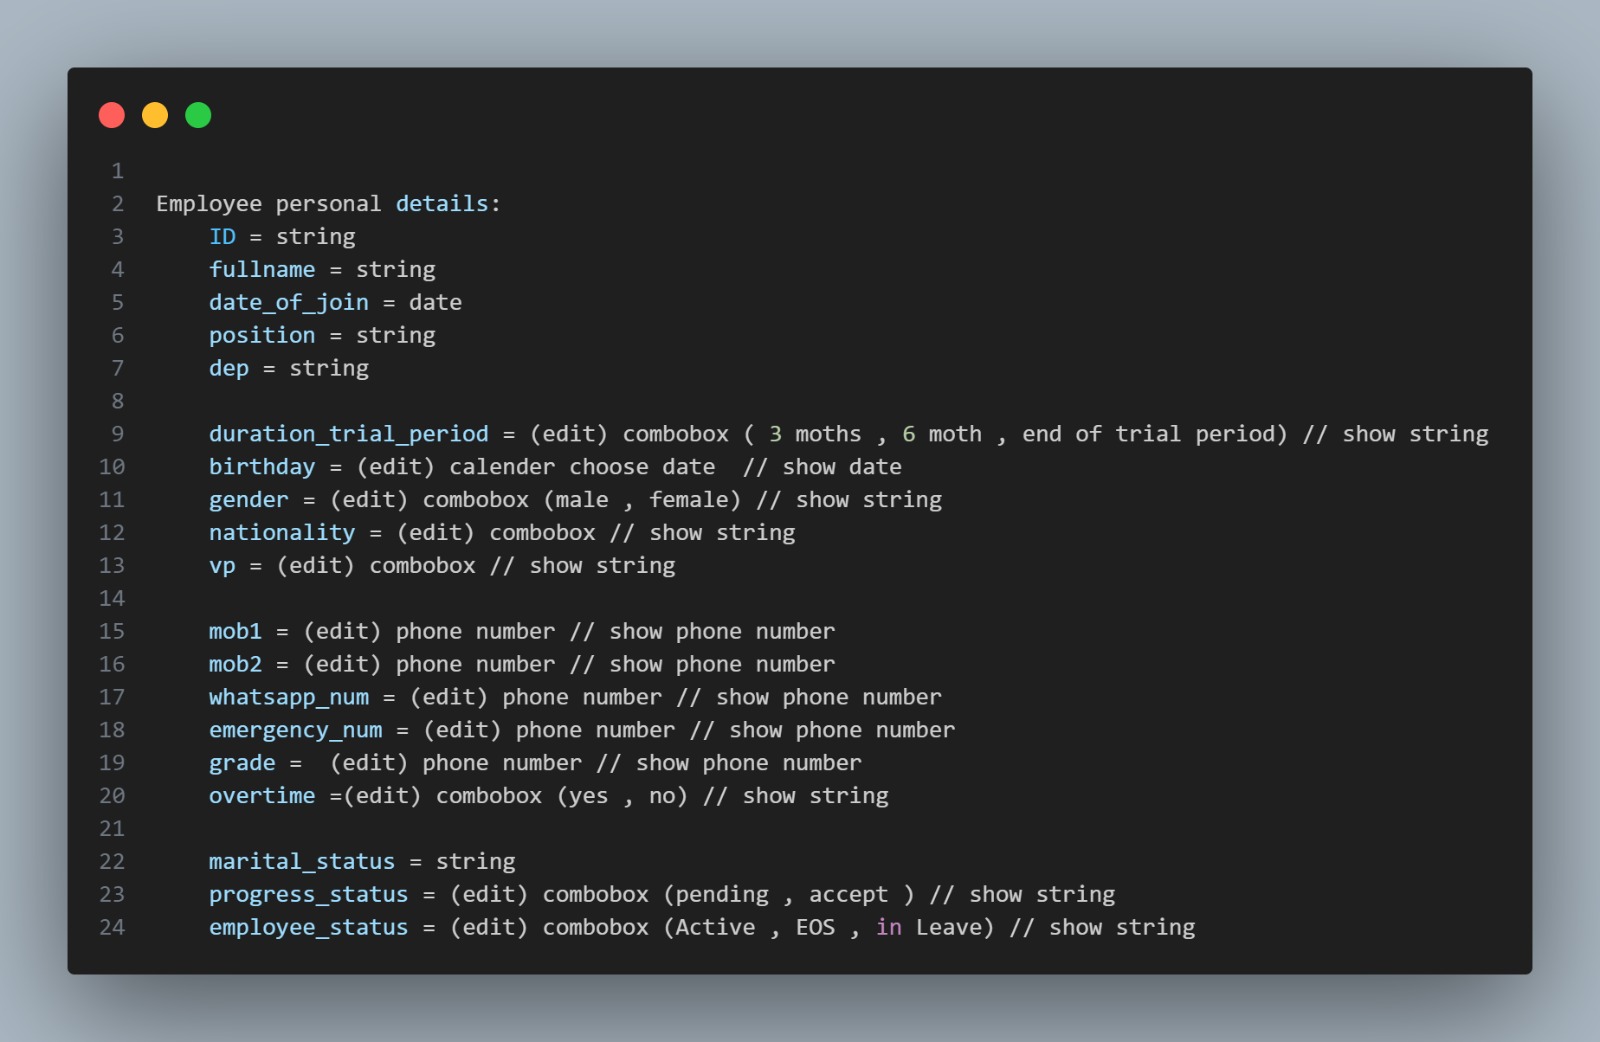 1
2 Employee personal details:
3 ID = string
4 fullname = string
5 date_of_join = date
6 position = string
7 dep = string
8
9 duration_trial_period = (edit) combobox ( 3 moths , 6 moth , end of trial period) // show string
10 birthday = (edit) calender choose date  // show date
11 gender = (edit) combobox (male , female) // show string
12 nationality = (edit) combobox // show string
13 vp = (edit) combobox // show string
14
15 mob1 = (edit) phone number // show phone number
16 mob2 = (edit) phone number // show phone number
17 whatsapp_num = (edit) phone number // show phone number
18 emergency_num = (edit) phone number // show phone number
19 grade =  (edit) phone number // show phone number
20 overtime =(edit) combobox (yes , no) // show string
21
22 marital_status = string
23 progress_status = (edit) combobox (pending , accept ) // show string
24 employee_status = (edit) combobox (Active , EOS , in Leave) // show string